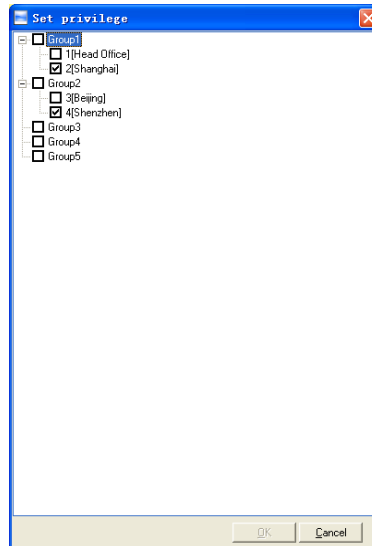 Set privilege
Group1
1[Head Office]
2[Shanghai]
Group2
3[Beijing]
4[Shenzhen]
Group3
Group4
Group5
OK Cancel